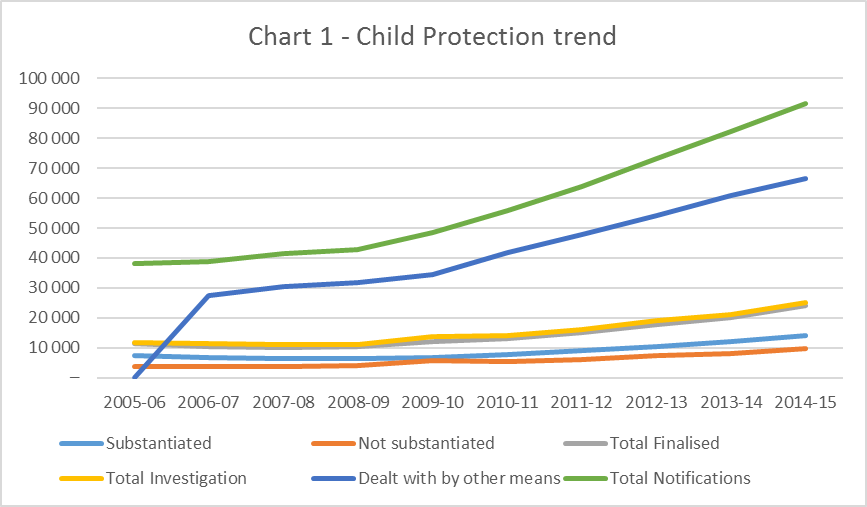 Chart 1 - Child Protection trend
100 000
90 000
80 000
70 000
60 000
50 000
40 000
30 000
20 000
10 000
–
2005-06 2006-07 2007-08 2008-09 2009-10 2010-11 2011-12 2012-13 2013-14 2014-15
Substantiated Not substantiated Total Finalised
Total Investigation Dealt with by other means Total Notifications